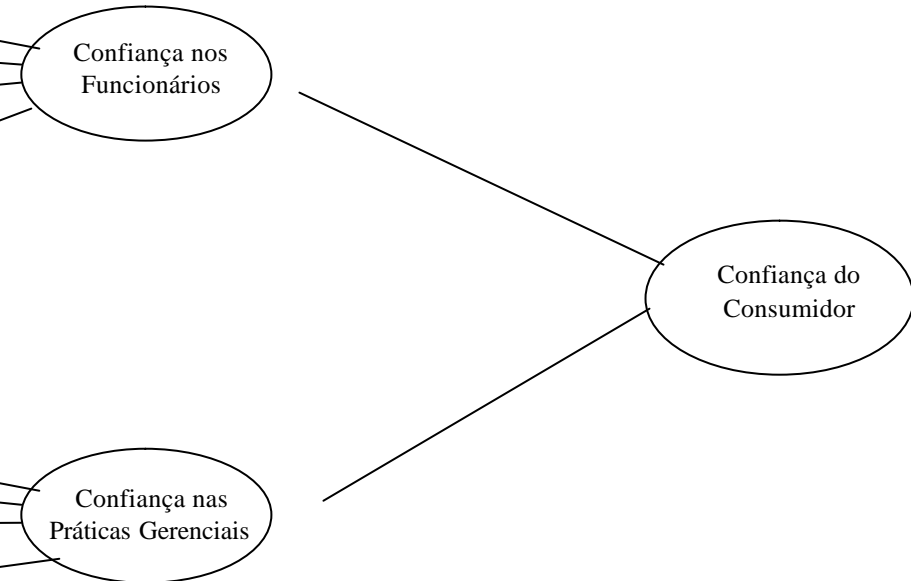 Confiança nos
Funcionários
Confiança do
Consumidor
Confiança nas
Práticas Gerenciais